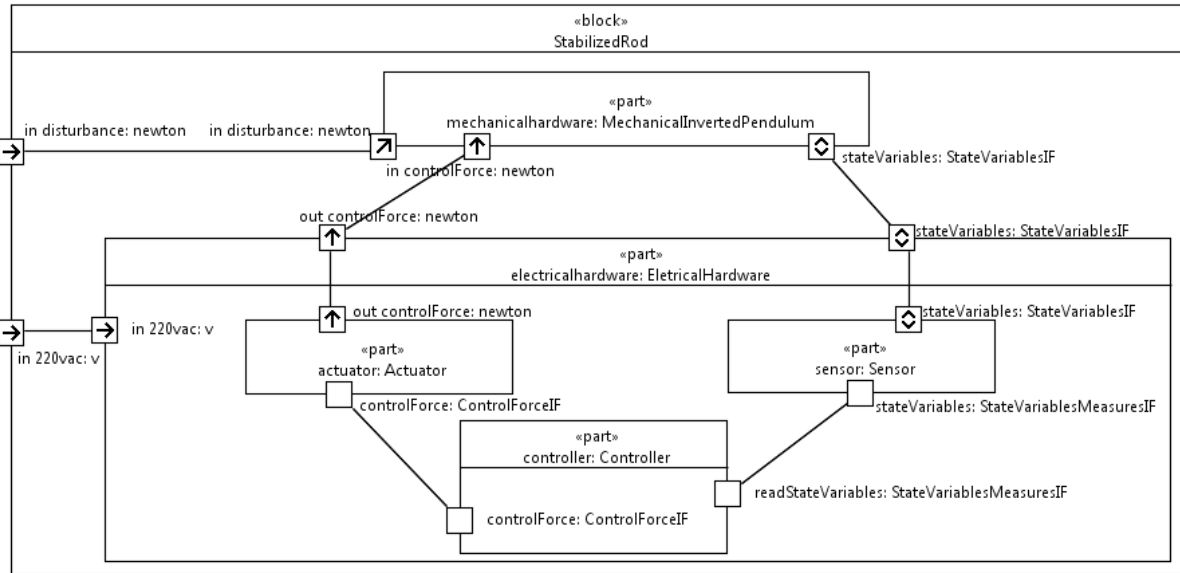 «block»
StabilizedRod
«part»
mechanicalhardware: MechanicalInvertedPendulum
in disturbance: newton
in disturbance: newton
stateVariables: StateVariablesIF
in controlForce: newton
out controlForce: newton
stateVariables: StateVariablesIF
«part»
electricalhardware: EletricalHardware
out controlForce: newton
stateVariables: StateVariablesIF
in 220vac: v
in 220vac: v
«part»
actuator: Actuator
«part»
sensor: Sensor
controlForce: ControlForceIF
stateVariables: StateVariablesMeasuresIF
«part»
controller: Controller
readStateVariables: StateVariablesMeasuresIF
controlForce: ControlForceIF